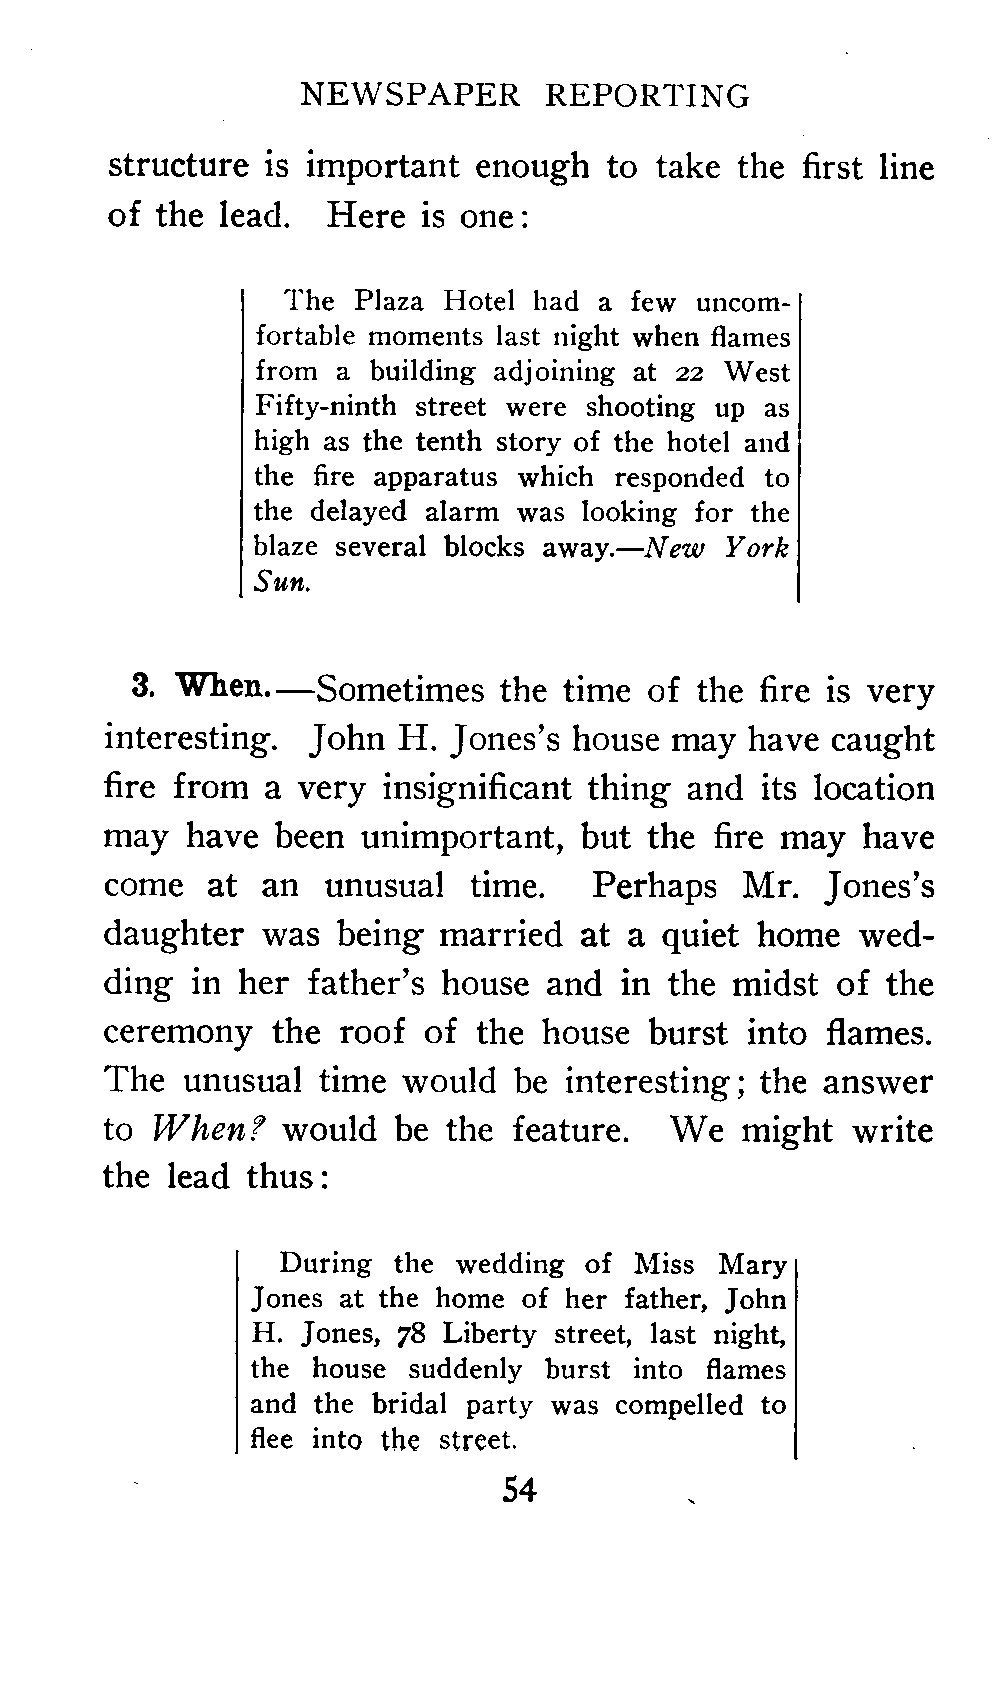 NEWSPAPER REPORTING
structure is important enough to take the first line
of the lead. Here is one:
The Plaza Hotel had a few uncom-
fortable moments last night when flames
from a building adjoining at 22 West
Fifty-ninth street were shooting up as
high as the tenth story of the hotel and
the fire apparatus which responded to
the delayed alarm was looking for the
blaze several blocks away.—New York
Sun.
3. When.—Sometimes the time of the fire is very
interesting. John H. Jones's house may have caught
fire from a very insignificant thing and its location
may have been unimportant, but the fire may have
come at an unusual time. Perhaps Mr. Jones's
daughter was being married at a quiet home wed-
ding in her father's house and in the midst of the
ceremony the roof of the house burst into flames.
The unusual time would be interesting; the answer
to When? would be the feature. We might write
the lead thus:
During the wedding of Miss Mary
Jones at the home of her father, John
H. Jones, 78 Liberty street, last night,
the house suddenly burst into flames
and the bridal party was compelled to
flee into the street.
54